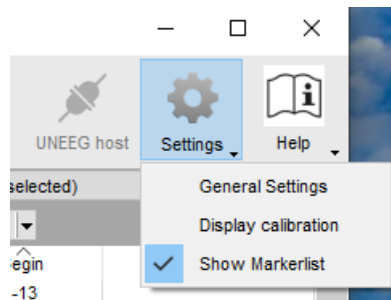 UNEEG host
Settings
Help
selected)
General Settings
Display calibration
Show Markerlist
egin
-13